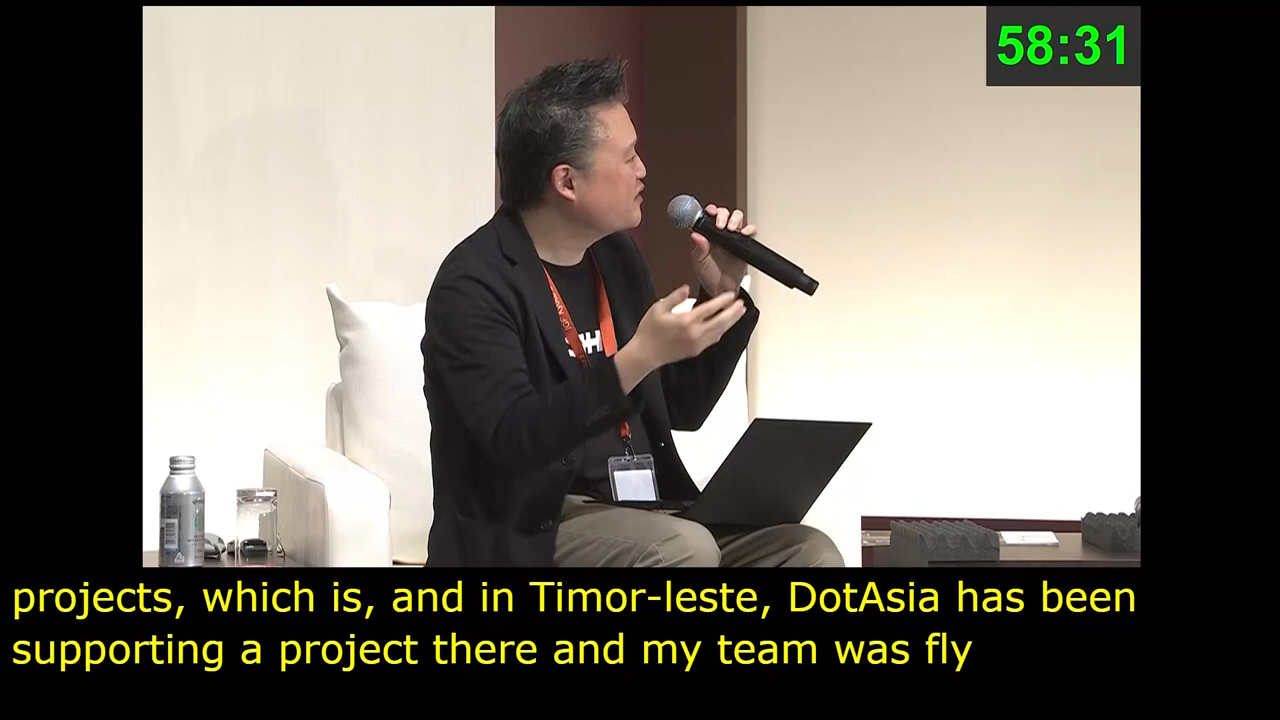 58:31
projects, which is, and in Timor-leste, DotAsia has been
supporting a project there and my team was fly